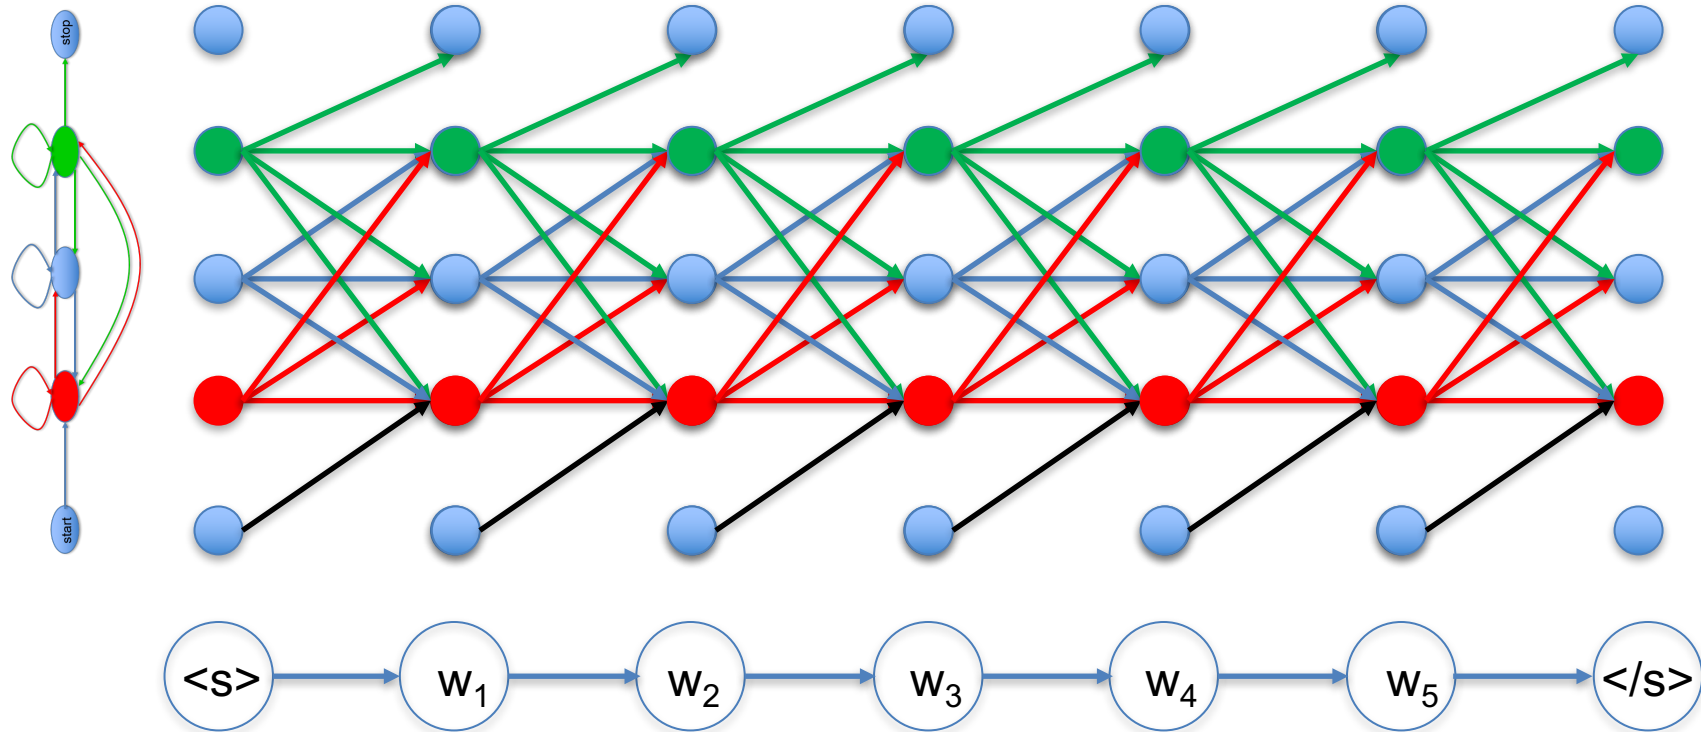 stop
start
<s> w₁ w₂ w₃ w₄ w₅ </s>